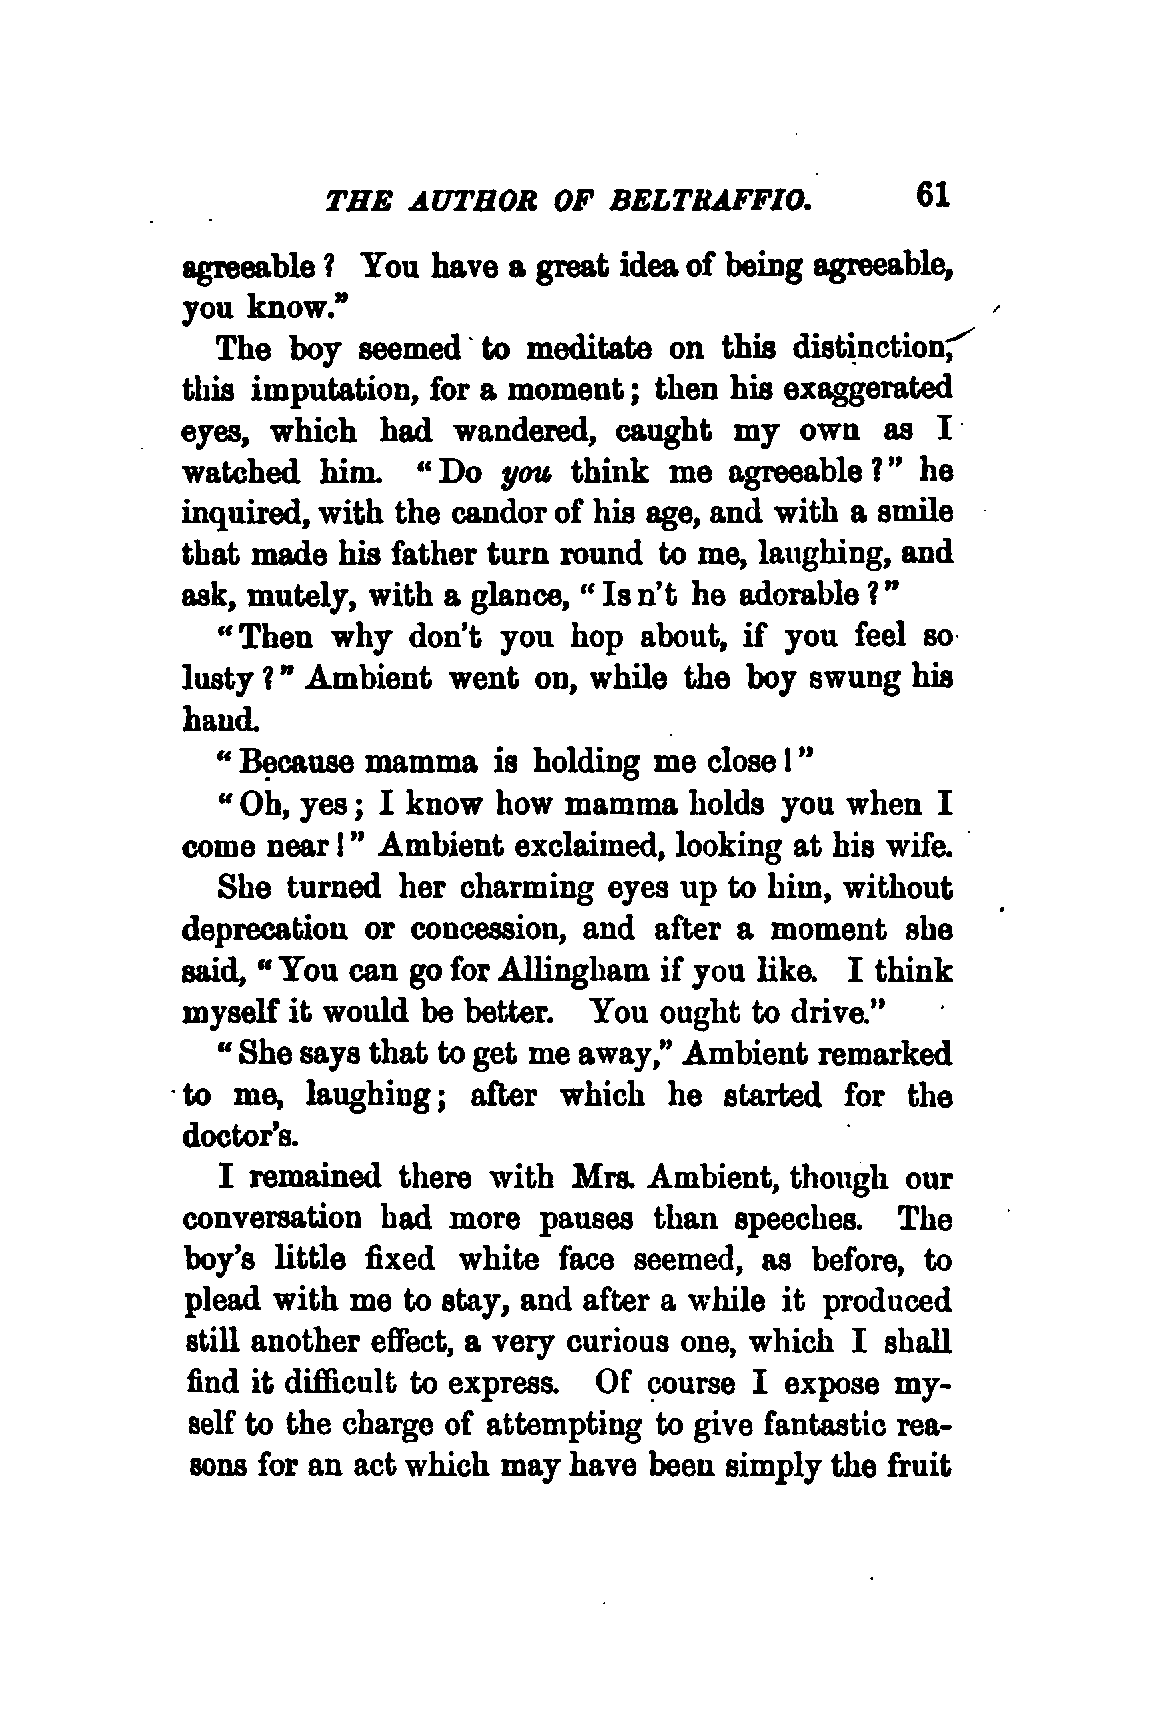 THE AUTHOR OF BELTRAFFIO. 61
agreeable? You have a great idea of being agreeable,
you know."
The boy seemed to meditate on this distinction,
this imputation, for a moment; then his exaggerated
eyes, which had wandered, caught my own as I
watched him. "Do you think me agreeable?" he
inquired, with the candor of his age, and with a smile
that made his father turn round to me, laughing, and
ask, mutely, with a glance, "Is n't he adorable?"
"Then why don't you hop about, if you feel so
lusty?" Ambient went on, while the boy swung his
hand.
"Because mamma is holding me close!"
"Oh, yes; I know how mamma holds you when I
come near!" Ambient exclaimed, looking at his wife.
She turned her charming eyes up to him, without
deprecation or concession, and after a moment she
said, "You can go for Allingham if you like. I think
myself it would be better. You ought to drive."
"She says that to get me away," Ambient remarked
to me, laughing; after which he started for the
doctor's.
I remained there with Mrs. Ambient, though our
conversation had more pauses than speeches. The
boy's little fixed white face seemed, as before, to
plead with me to stay, and after a while it produced
still another effect, a very curious one, which I shall
find it difficult to express. Of course I expose my-
self to the charge of attempting to give fantastic rea-
sons for an act which may have been simply the fruit